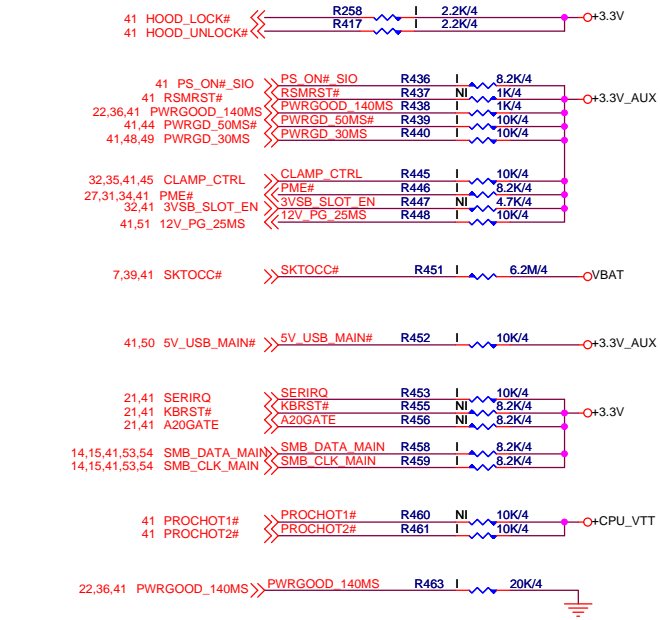 41 HOOD_LOCK# R258 I 2.2K/4 +3.3V
41 HOOD_UNLOCK# R417 I 2.2K/4
41 PS_ON#_SIO PS_ON#_SIO R436 I 8.2K/4
41 RSMRST# RSMRST# R437 NI 1K/4 +3.3V_AUX
22,36,41 PWRGOOD_140MS PWRGOOD_140MS R438 I 1K/4
41,44 PWRGD_50MS# PWRGD_50MS# R439 I 10K/4
41,48,49 PWRGD_30MS PWRGD_30MS R440 I 10K/4
32,35,41,45 CLAMP_CTRL CLAMP_CTRL R445 I 10K/4
27,31,34,41 PME# PME# R446 I 8.2K/4
32,41 3VSB_SLOT_EN 3VSB_SLOT_EN R447 NI 4.7K/4
41,51 12V_PG_25MS 12V_PG_25MS R448 I 10K/4
7,39,41 SKTOCC# SKTOCC# R451 I 6.2M/4 VBAT
41,50 5V_USB_MAIN# 5V_USB_MAIN# R452 I 10K/4 +3.3V_AUX
21,41 SERIRQ SERIRQ R453 I 10K/4
21,41 KBRST# KBRST# R455 NI 8.2K/4 +3.3V
21,41 A20GATE A20GATE R456 NI 8.2K/4
14,15,41,53,54 SMB_DATA_MAIN SMB_DATA_MAIN R458 I 8.2K/4
14,15,41,53,54 SMB_CLK_MAIN SMB_CLK_MAIN R459 I 8.2K/4
41 PROCHOT1# PROCHOT1# R460 NI 10K/4 +CPU_VTT
41 PROCHOT2# PROCHOT2# R461 I 10K/4
22,36,41 PWRGOOD_140MS PWRGOOD_140MS R463 I 20K/4